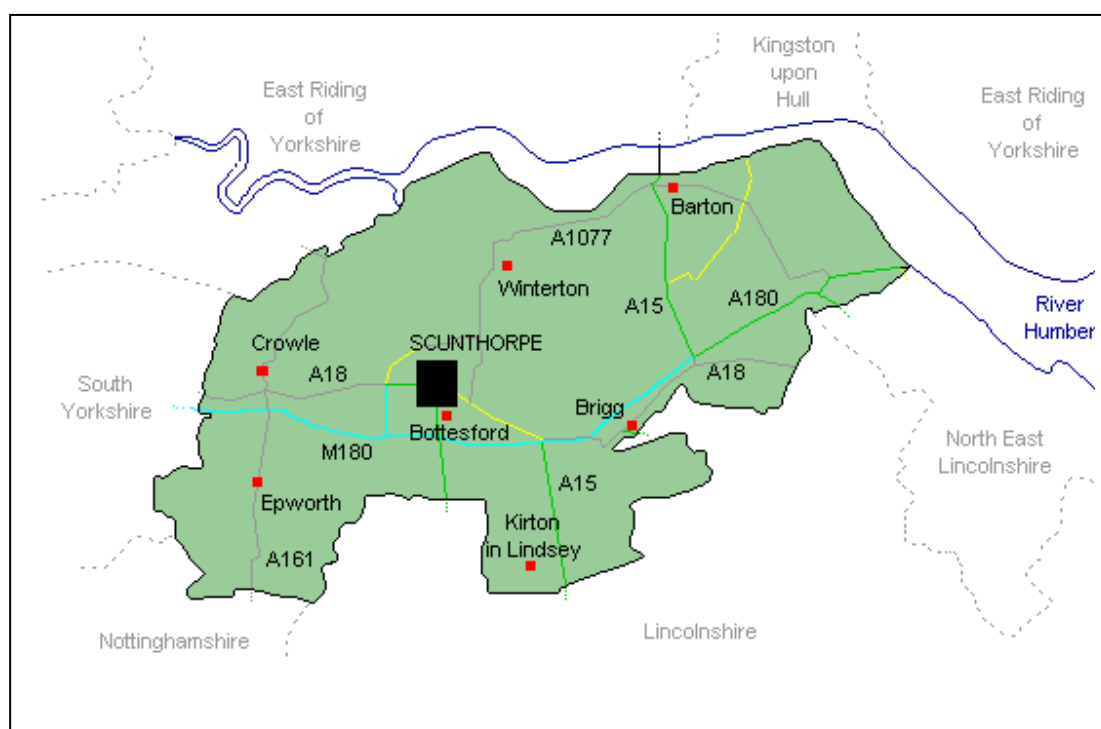 Kingston
upon
Hull
East Riding
of
Yorkshire
East Riding
of
Yorkshire
Barton
A1077
Winterton
A15
A180
River
Humber
SCUNTHORPE
Crowle
A18
A18
South
Yorkshire
Brigg
Bottesford
M180
North East
Lincolnshire
A15
Epworth
Kirton
in Lindsey
A161
Nottinghamshire
Lincolnshire